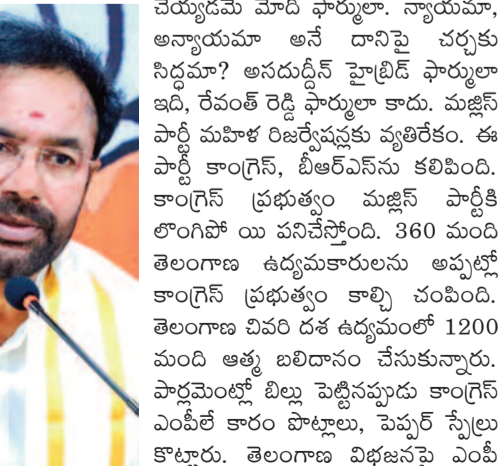 చెయ్యడమే మోదీ ఫార్ములా. న్యాయమా,
అన్యాయమా అనే దానిపై చర్చకు
సిద్ధమా? అసదుద్దీన్ హైబ్రిడ్ ఫార్ములా
ఇది, రేవంత్ రెడ్డి ఫార్ములా కాదు. మజ్లిస్
పార్టీ మహిళ రిజర్వేషన్లకు వ్యతిరేకం. ఈ
పార్టీ కాంగ్రెస్, బీఆర్ఎస్‌ను కలిపింది.
కాంగ్రెస్ ప్రభుత్వం మజ్లిస్ పార్టీకి
లొంగిపో యి పనిచేస్తోంది. 360 మంది
తెలంగాణ ఉద్యమకారులను అప్పట్లో
కాంగ్రెస్ ప్రభుత్వం కాల్చి చంపింది.
తెలంగాణ చివరి దశ ఉద్యమంలో 1200
మంది ఆత్మ బలిదానం చేసుకున్నారు.
పార్లమెంట్లో బిల్లు పెట్టినప్పుడు కాంగ్రెస్
ఎంపీలే కారం పొట్లాలు, పెప్పర్ స్ప్రేలు
కొట్టారు. తెలంగాణ విభజనపై ఎంపీ